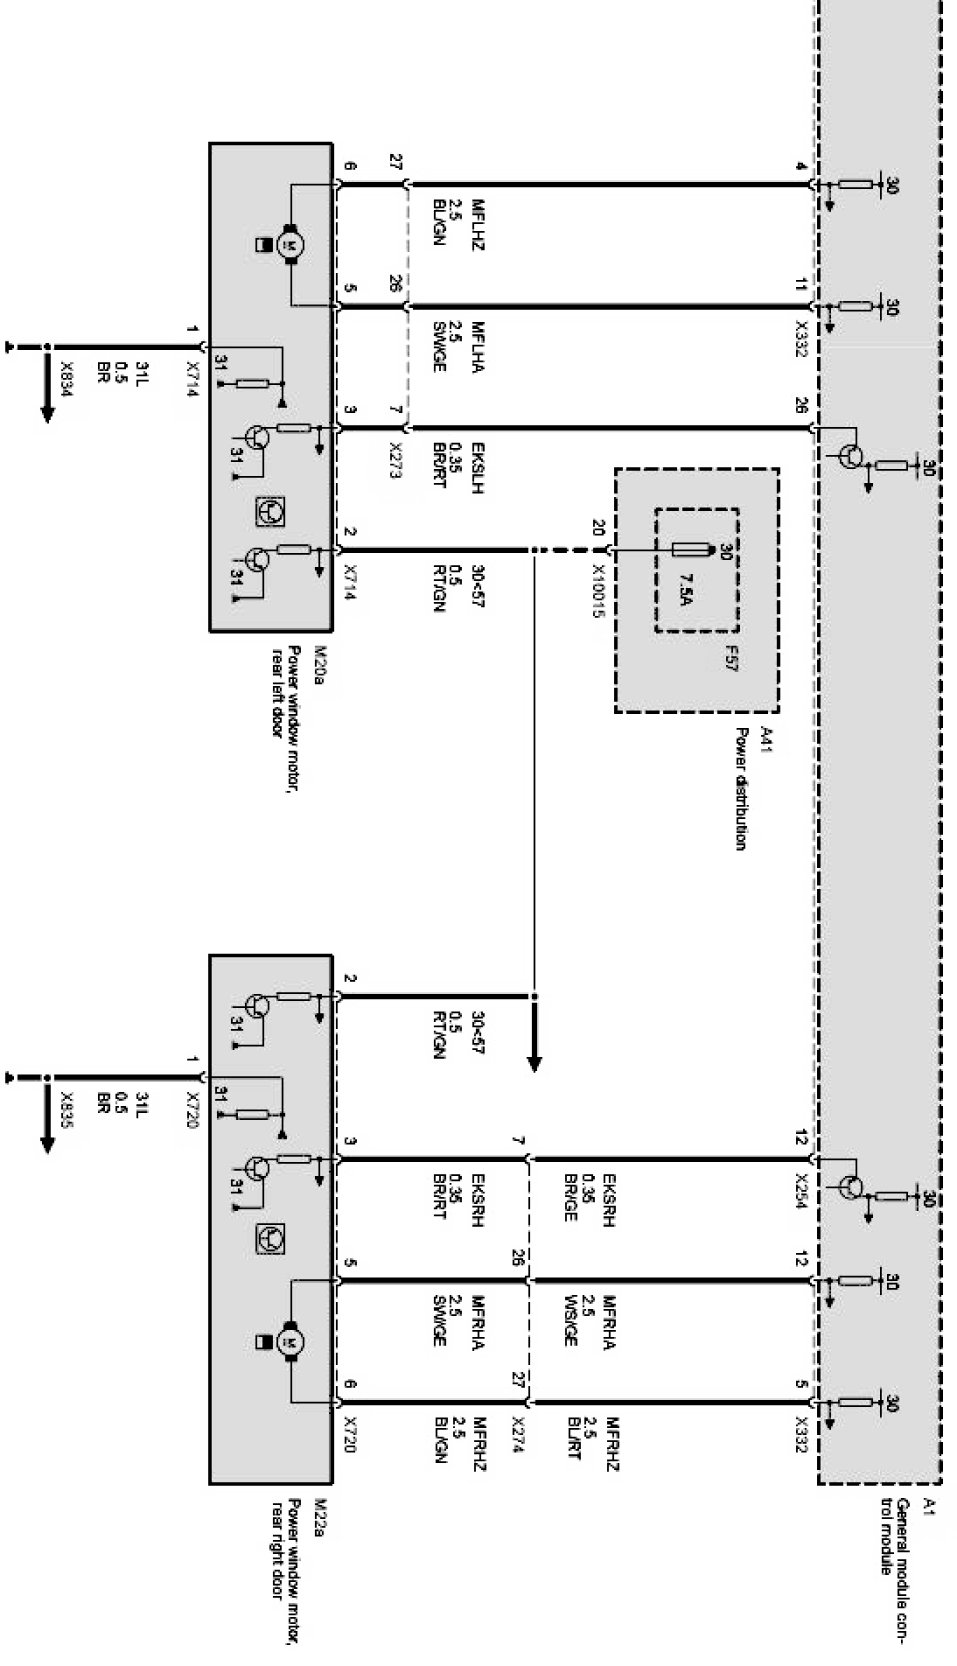 A1
General module con-
trol module
30
30
30
30
30
30
4
11
X332
26
12
X254
12
5
X332
A41
Power distribution
F57
30
7.5A
20
X10015
MFLHZ
2.5
BL/GN
MFLHA
2.5
SW/GE
EKSLH
0.35
BR/RT
30<57
0.5
RT/GN
30<57
0.5
RT/GN
EKSRH
0.35
BR/GE
MFRHA
2.5
WS/GE
MFRHZ
2.5
BL/RT
7
26
27
X274
EKSRH
0.35
BR/RT
MFRHA
2.5
SW/GE
MFRHZ
2.5
BL/GN
27
26
7
X273
6
5
3
2
X714
2
3
5
6
X720
M20a
Power window motor,
rear left door
M
31
31
31
M22a
Power window motor,
rear right door
31
31
31
M
1
X714
31L
0.5
BR
X834
1
X720
31L
0.5
BR
X835